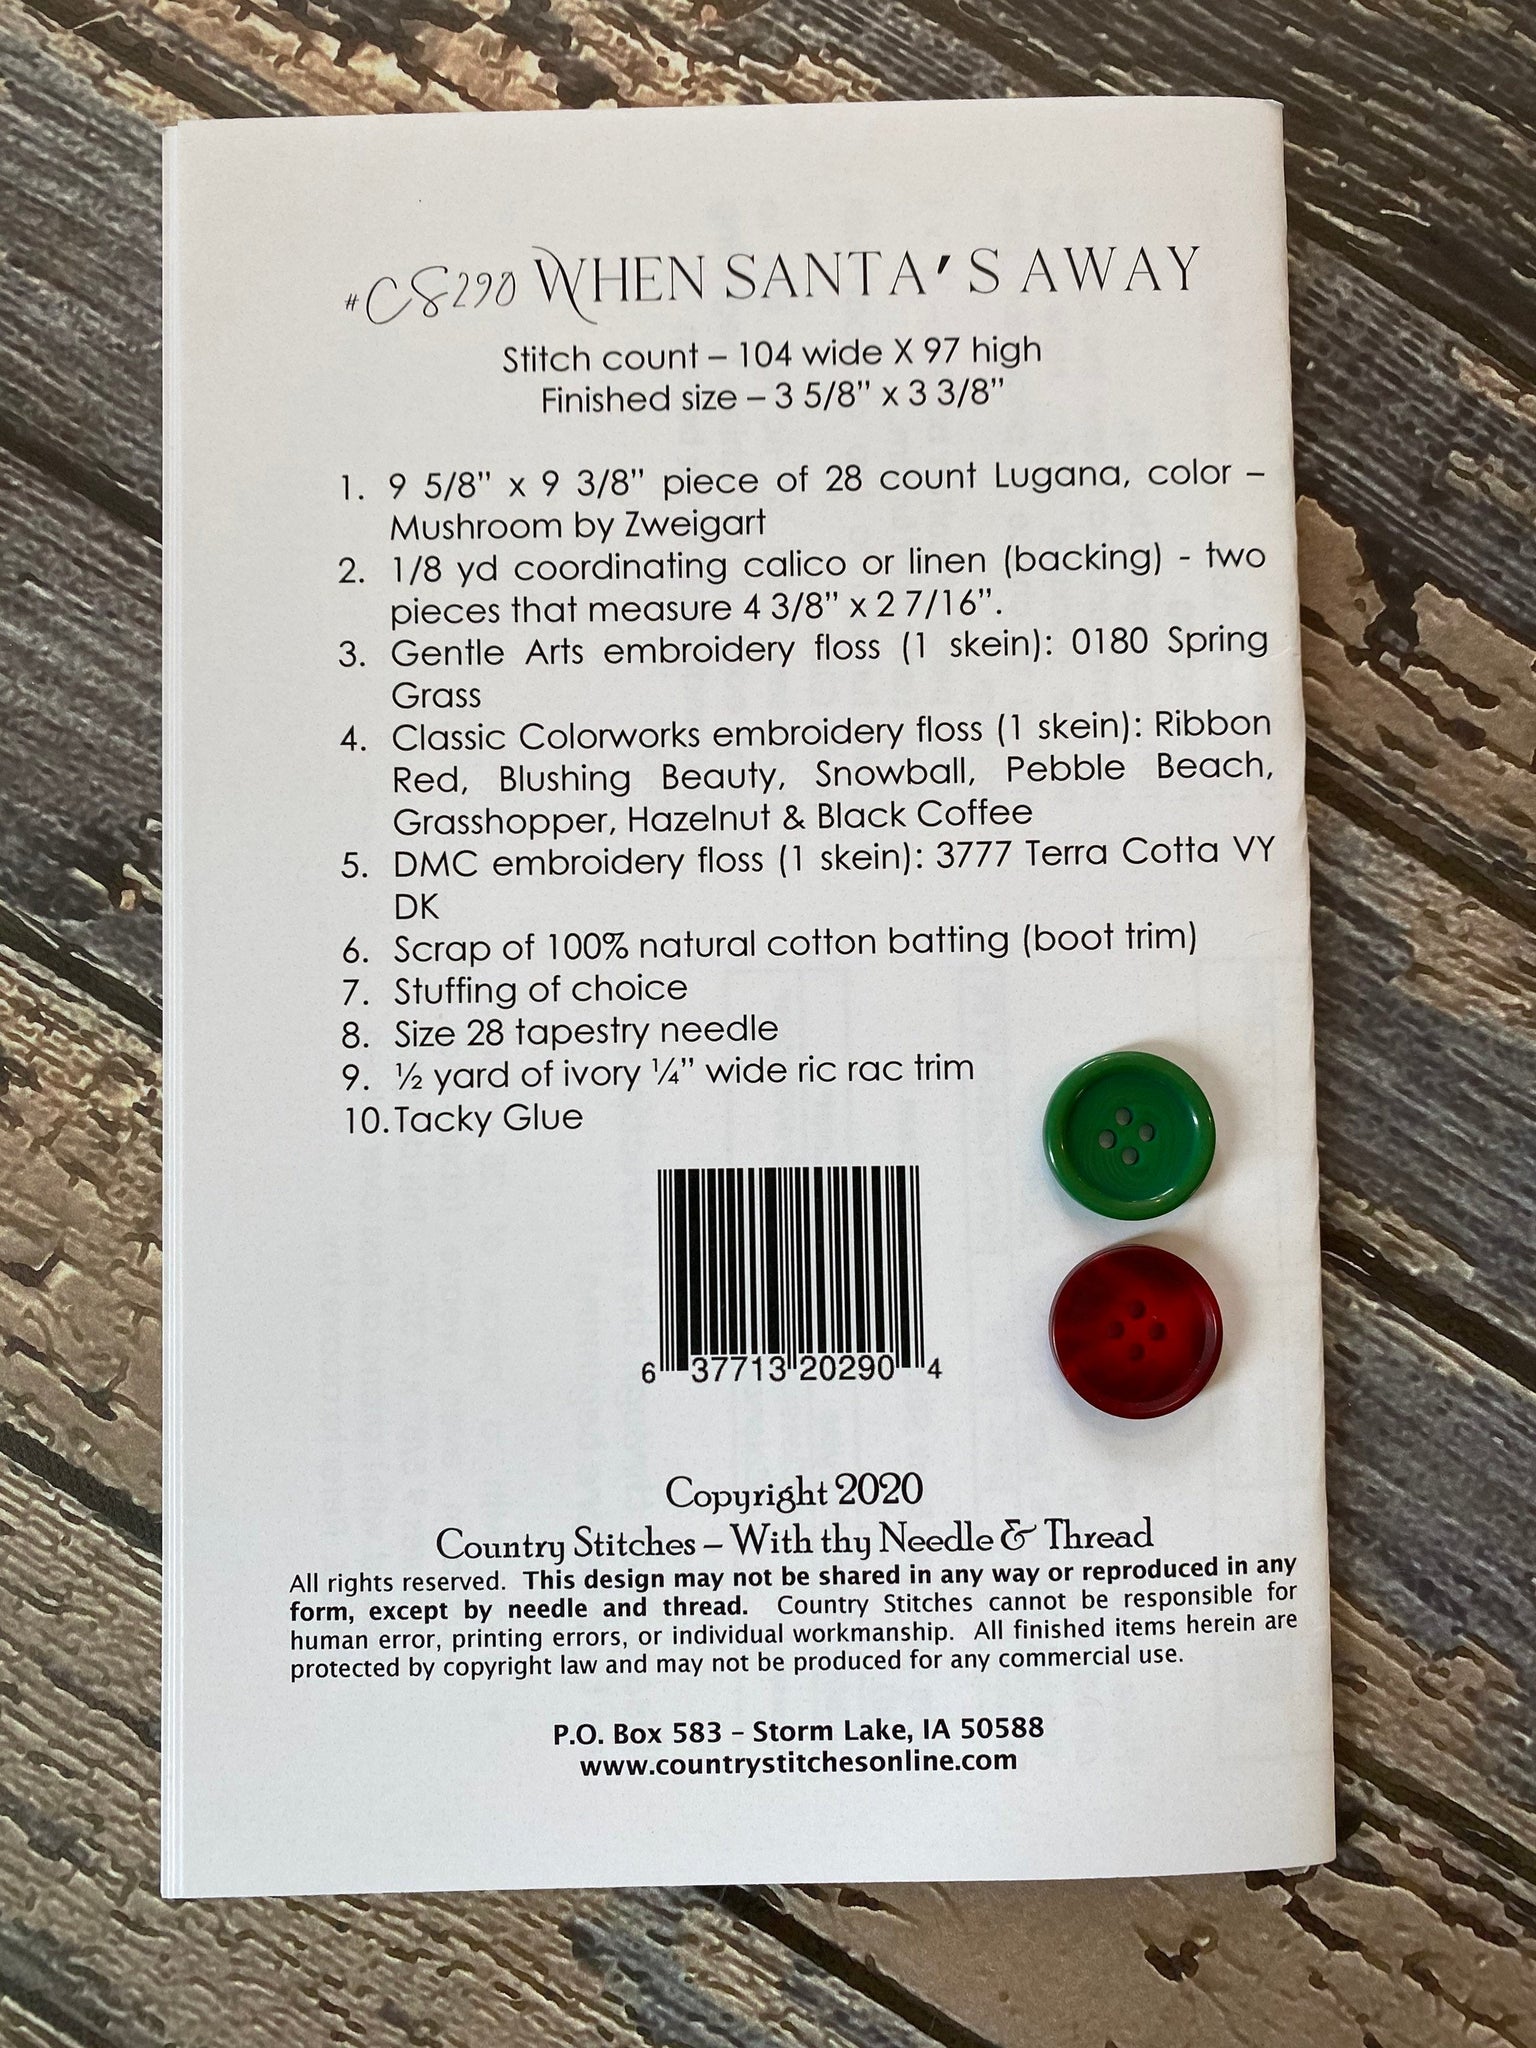 #CS290 WHEN SANTA'S AWAY
Stitch count – 104 wide X 97 high
Finished size – 3 5/8" x 3 3/8"
1. 9 5/8" x 9 3/8" piece of 28 count Lugana, color –
Mushroom by Zweigart
2. 1/8 yd coordinating calico or linen (backing) - two
pieces that measure 4 3/8" x 2 7/16".
3. Gentle Arts embroidery floss (1 skein): 0180 Spring
Grass
4. Classic Colorworks embroidery floss (1 skein): Ribbon
Red, Blushing Beauty, Snowball, Pebble Beach,
Grasshopper, Hazelnut & Black Coffee
5. DMC embroidery floss (1 skein): 3777 Terra Cotta VY
DK
6. Scrap of 100% natural cotton batting (boot trim)
7. Stuffing of choice
8. Size 28 tapestry needle
9. ½ yard of ivory ¼" wide ric rac trim
10. Tacky Glue
6 37713 20290 4
Copyright 2020
Country Stitches – With thy Needle & Thread
All rights reserved. This design may not be shared in any way or reproduced in any
form, except by needle and thread. Country Stitches cannot be responsible for
human error, printing errors, or individual workmanship. All finished items herein are
protected by copyright law and may not be produced for any commercial use.
P.O. Box 583 – Storm Lake, IA 50588
www.countrystitchesonline.com